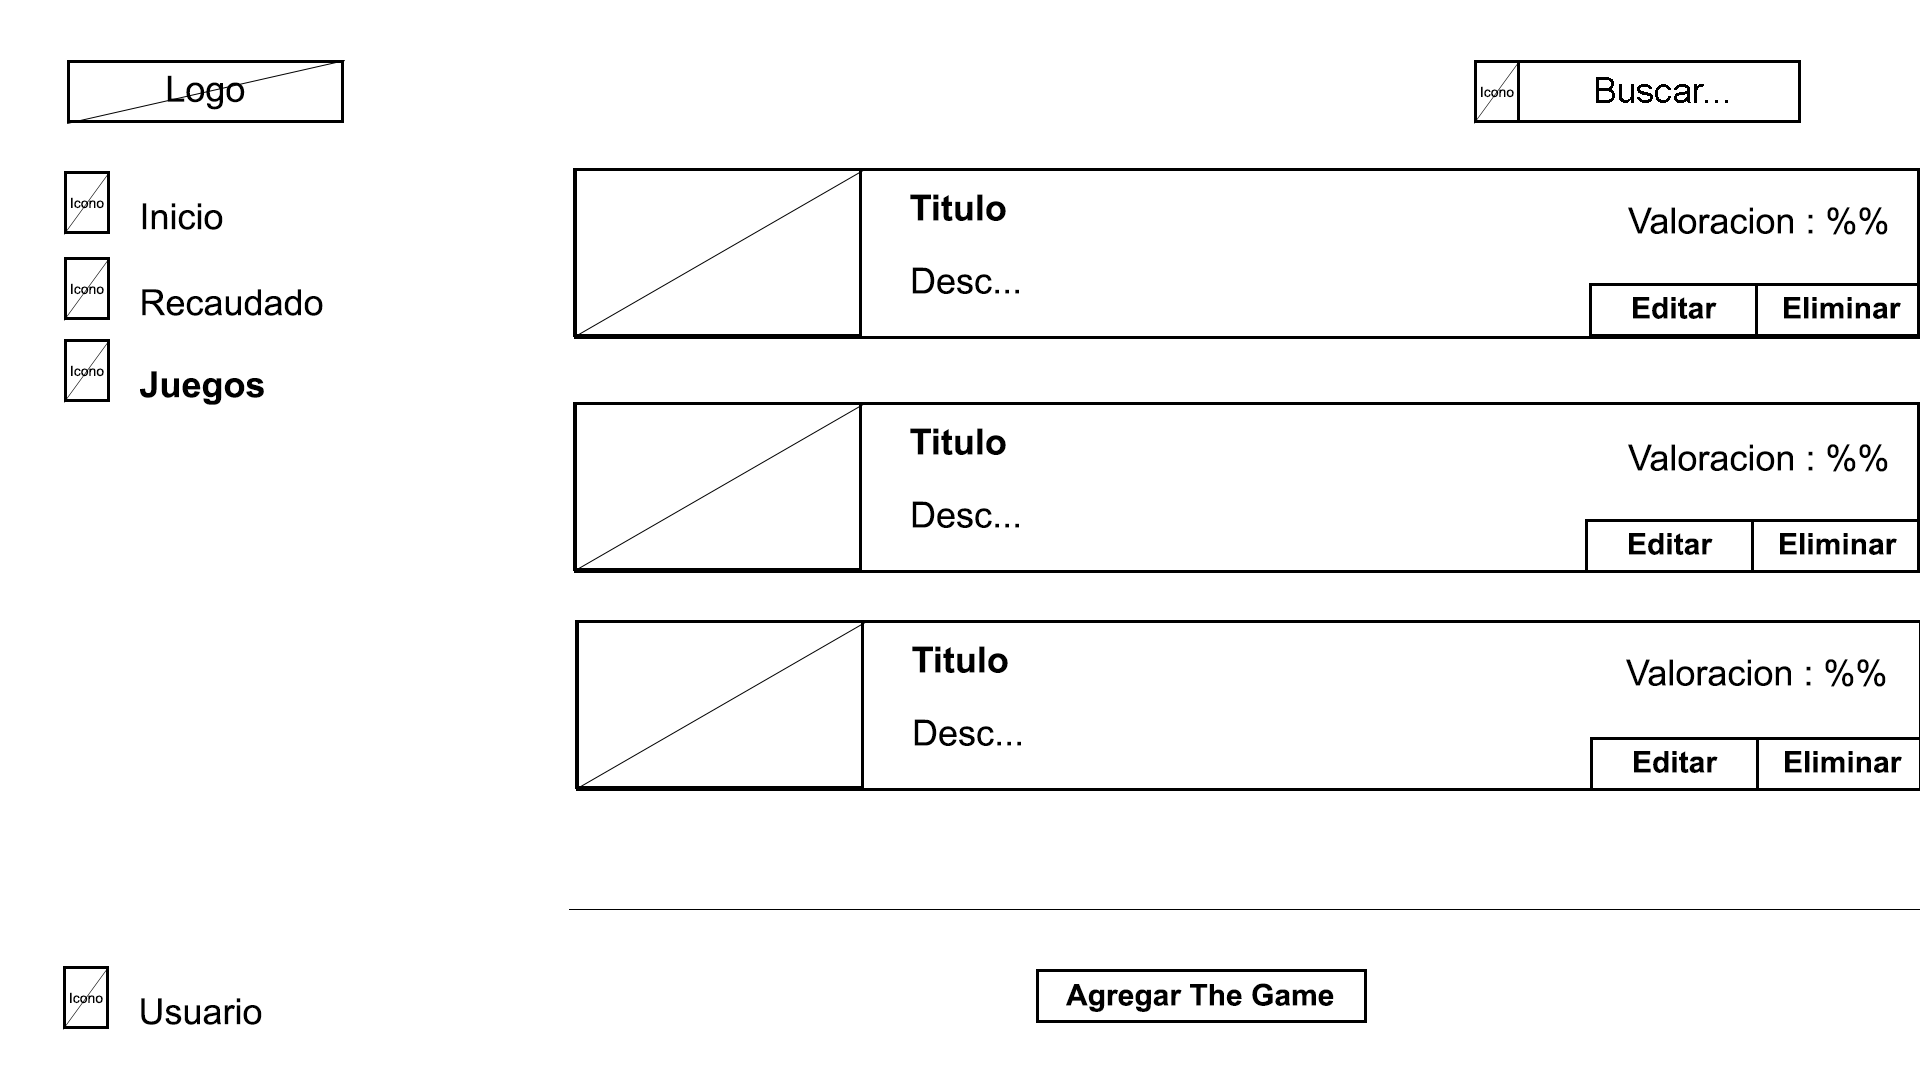 Logo
Icono
Buscar...
Icono
Inicio
Icono
Recaudado
Icono
Juegos
Titulo
Desc...
Valoracion : %%
Editar
Eliminar
Titulo
Desc...
Valoracion : %%
Editar
Eliminar
Titulo
Desc...
Valoracion : %%
Editar
Eliminar
Icono
Usuario
Agregar The Game